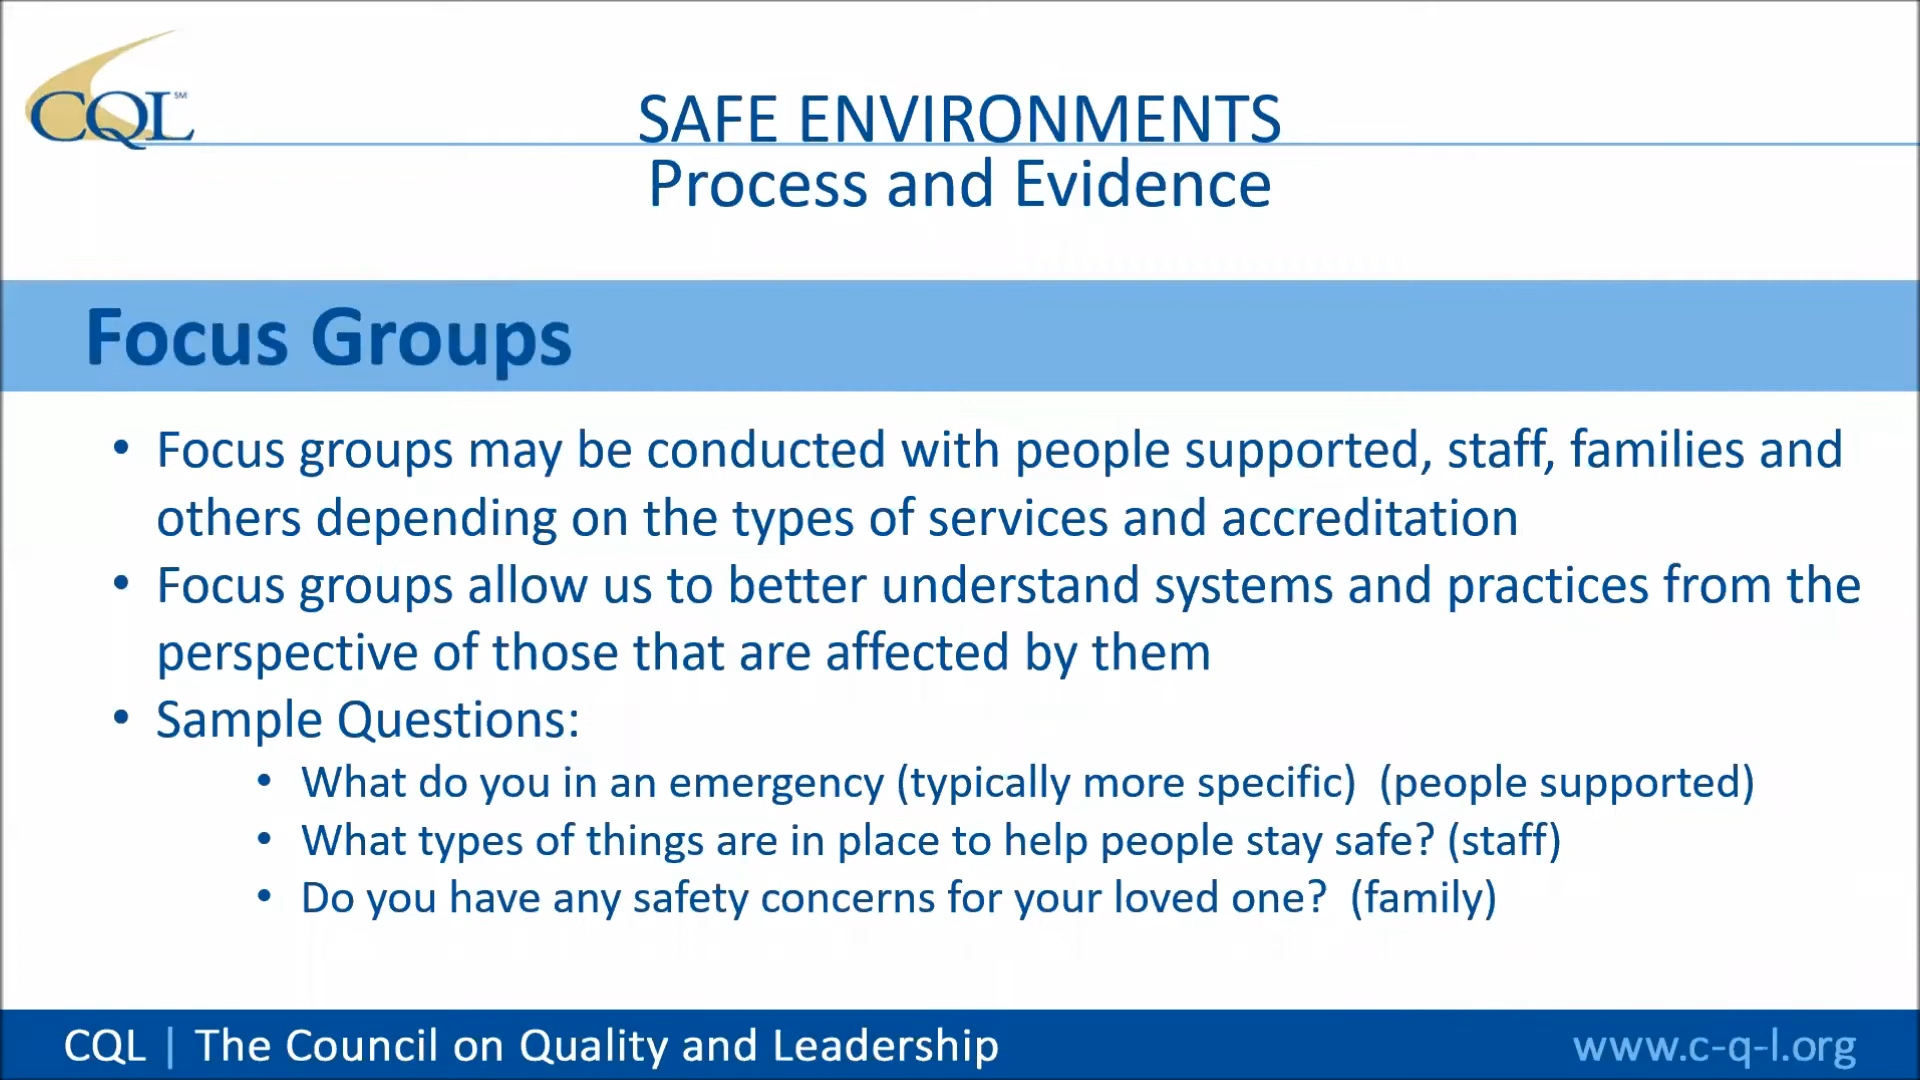 CQL SM
SAFE ENVIRONMENTS
Process and Evidence
Focus Groups
• Focus groups may be conducted with people supported, staff, families and
others depending on the types of services and accreditation
• Focus groups allow us to better understand systems and practices from the
perspective of those that are affected by them
• Sample Questions:
• What do you in an emergency (typically more specific)  (people supported)
• What types of things are in place to help people stay safe? (staff)
• Do you have any safety concerns for your loved one?  (family)
CQL | The Council on Quality and Leadership
www.c-q-l.org